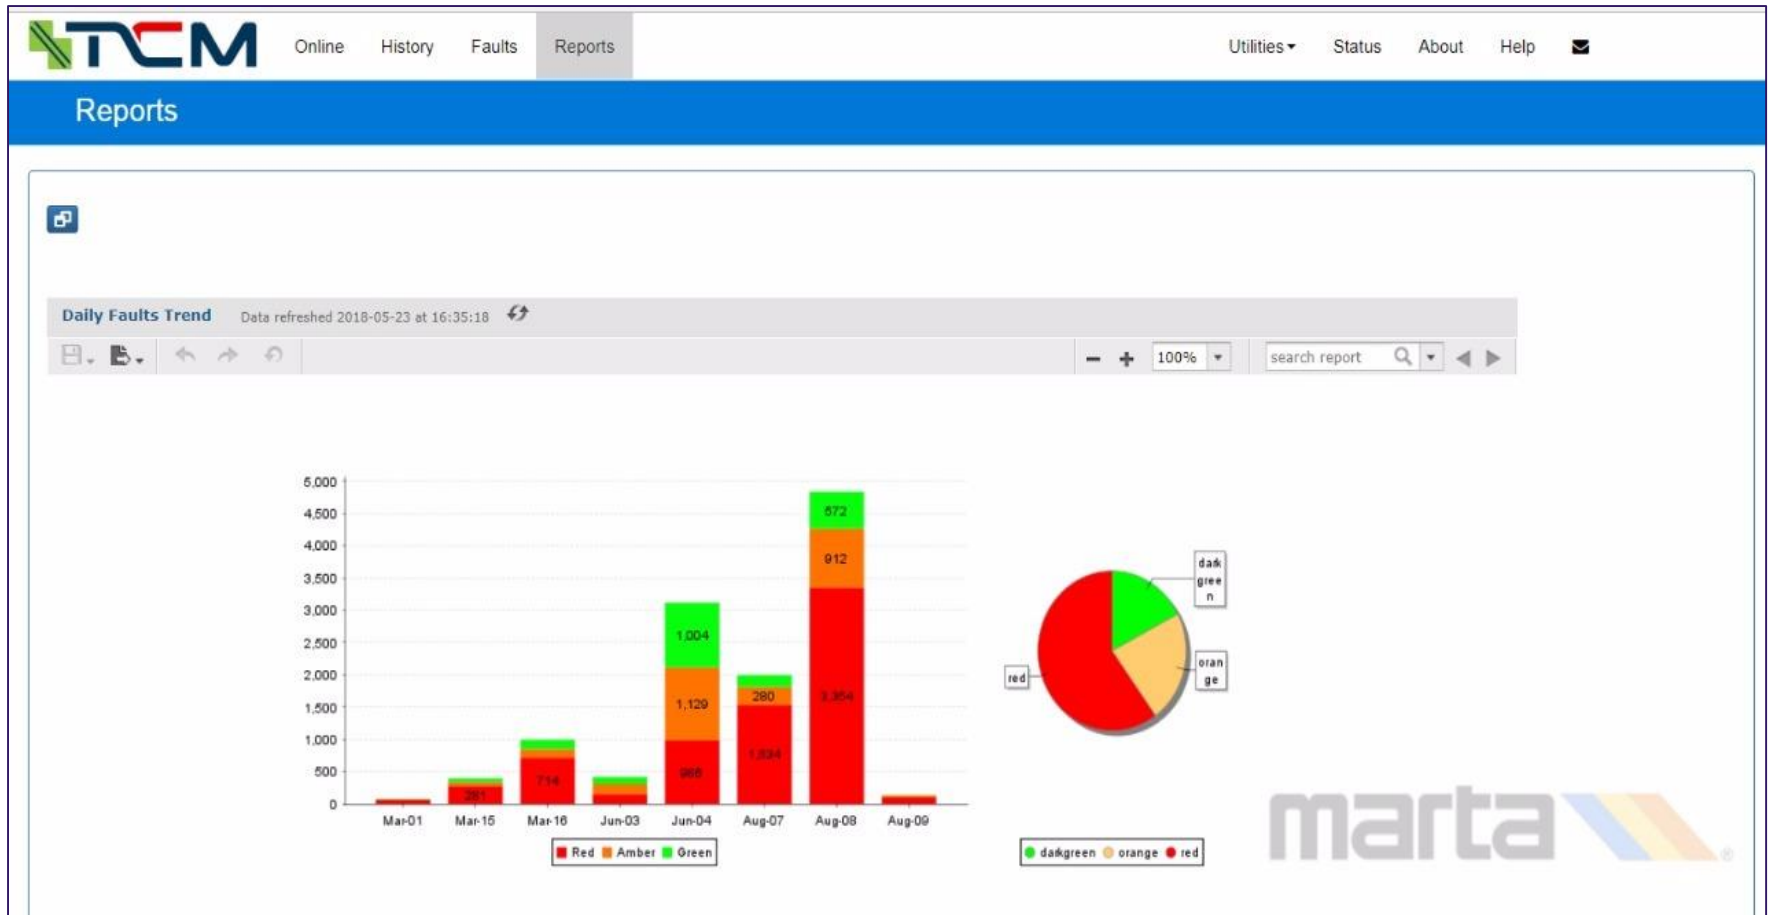 TCM Online History Faults Reports Utilities Status About Help
Reports
Daily Faults Trend Data refreshed 2018-05-23 at 16:35:18
100% search report
5,000
4,500
4,000
3,500
3,000
2,500
2,000
1,500
1,000
500
0
572
912
3,354
1,004
1,129
280
714
281
Mar-01 Mar-15 Mar-16 Jun-03 Jun-04 Aug-07 Aug-08 Aug-09
Red Amber Green
dark
gree
n
oran
ge
red
darkgreen orange red
marta ®